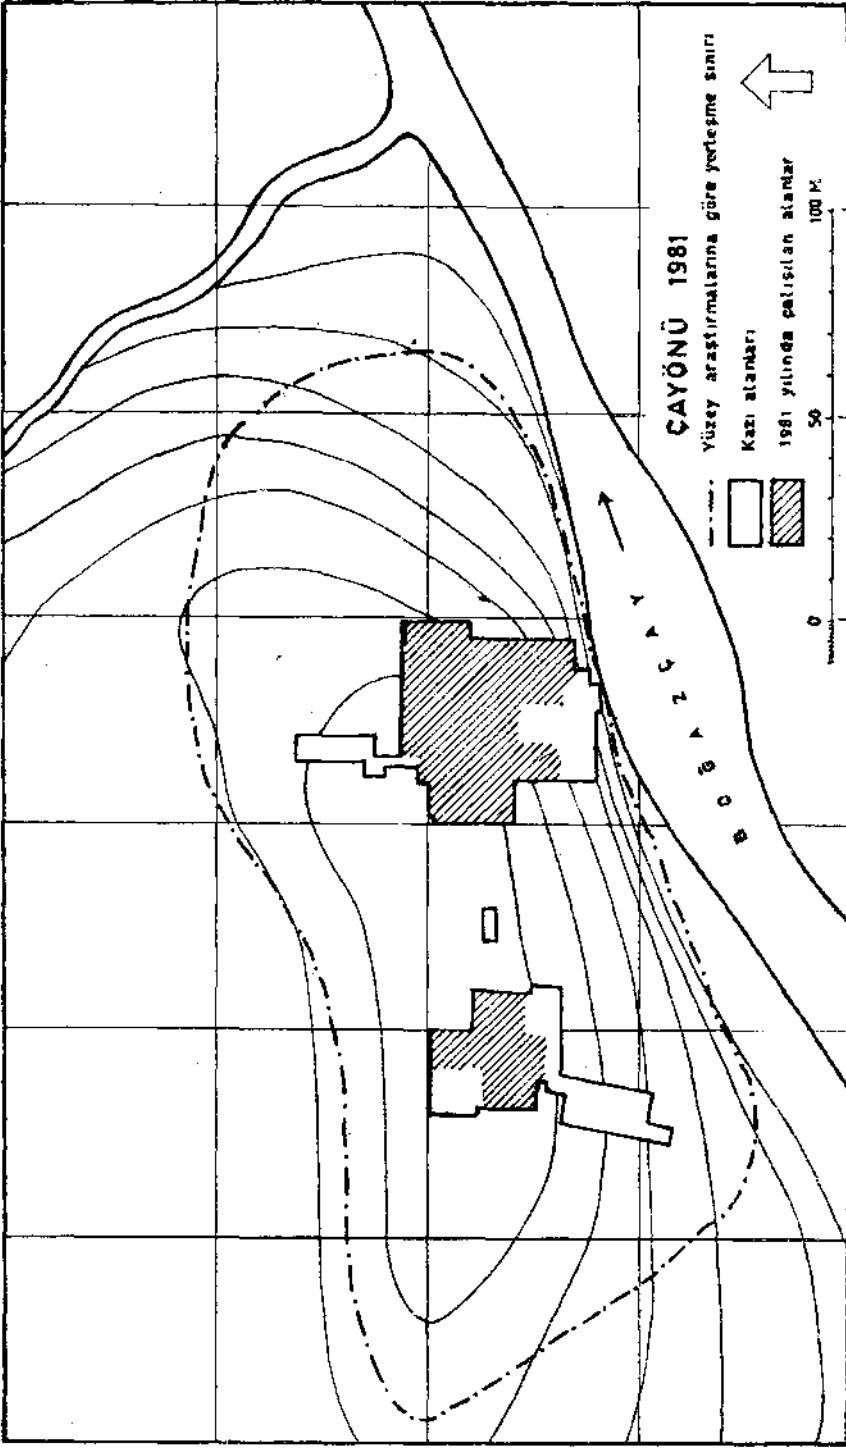 ÇAYÖNÜ 1981
Yüzey araştırmalarına göre yerleşme sınırı
Kazı alanları
1981 yılında çalışılan alanlar
0 50 100 M.
BOĞAZÇAY